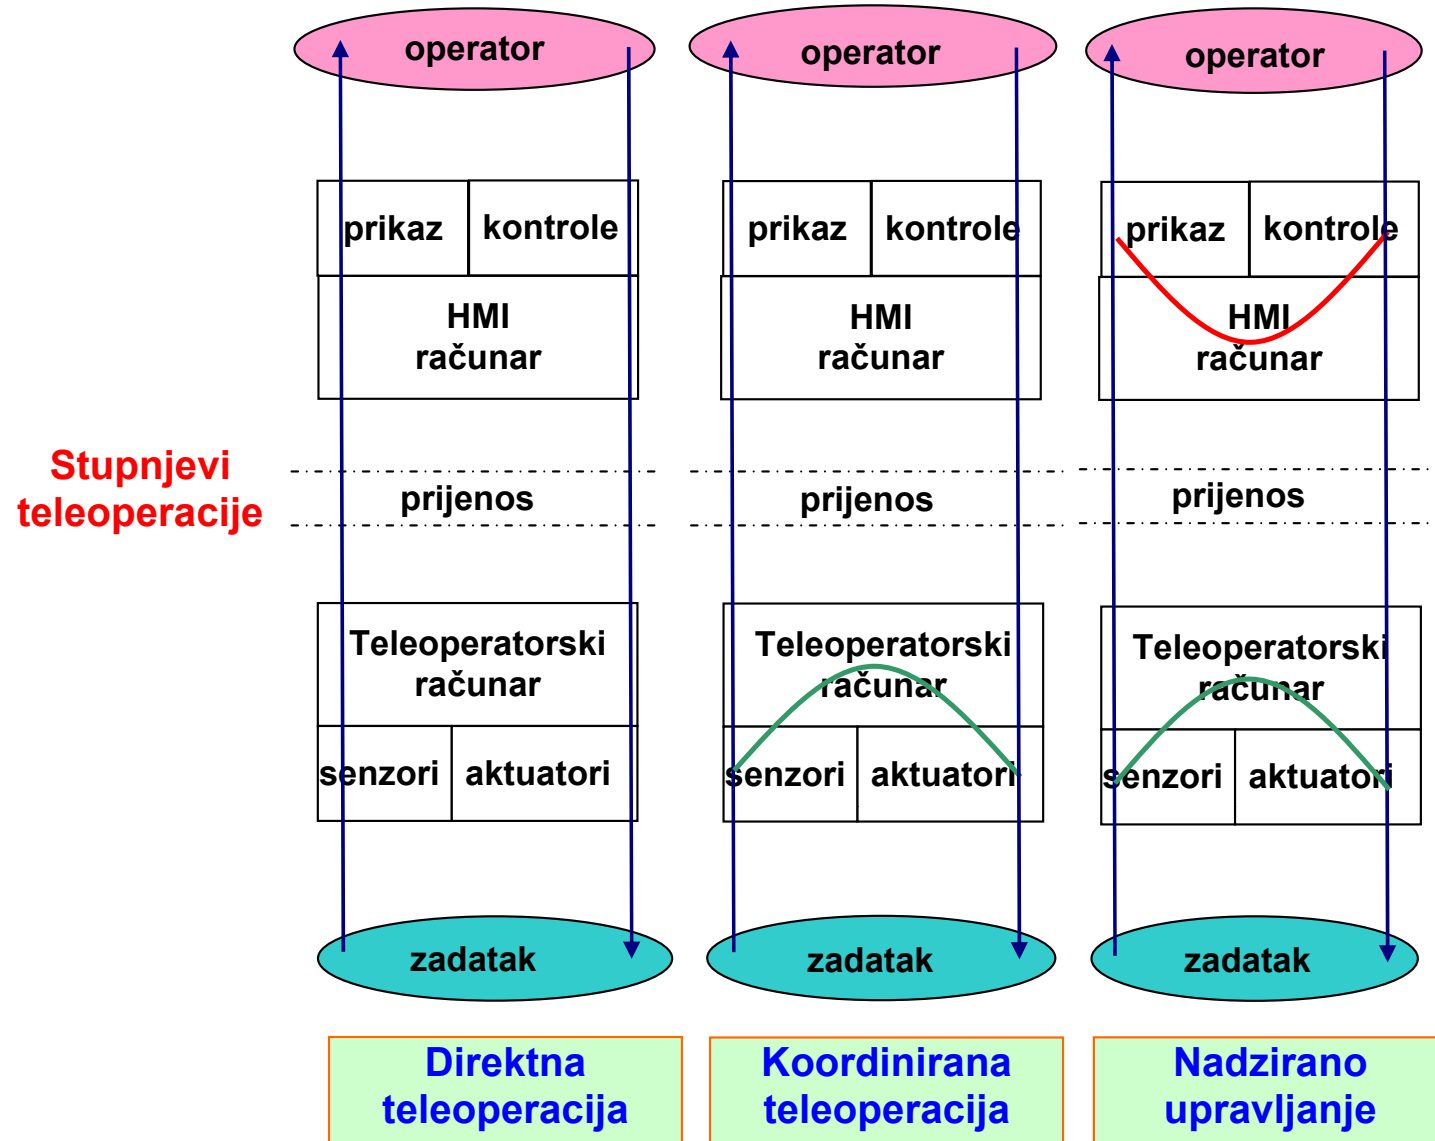 operator
operator
operator
prikaz
kontrole
prikaz
kontrole
prikaz
kontrole
HMI
računar
HMI
računar
HMI
računar
Stupnjevi
teleoperacije
prijenos
prijenos
prijenos
Teleoperatorski
računar
Teleoperatorski
računar
Teleoperatorski
računar
senzori
aktuatori
senzori
aktuatori
senzori
aktuatori
zadatak
zadatak
zadatak
Direktna
teleoperacija
Koordinirana
teleoperacija
Nadzirano
upravljanje